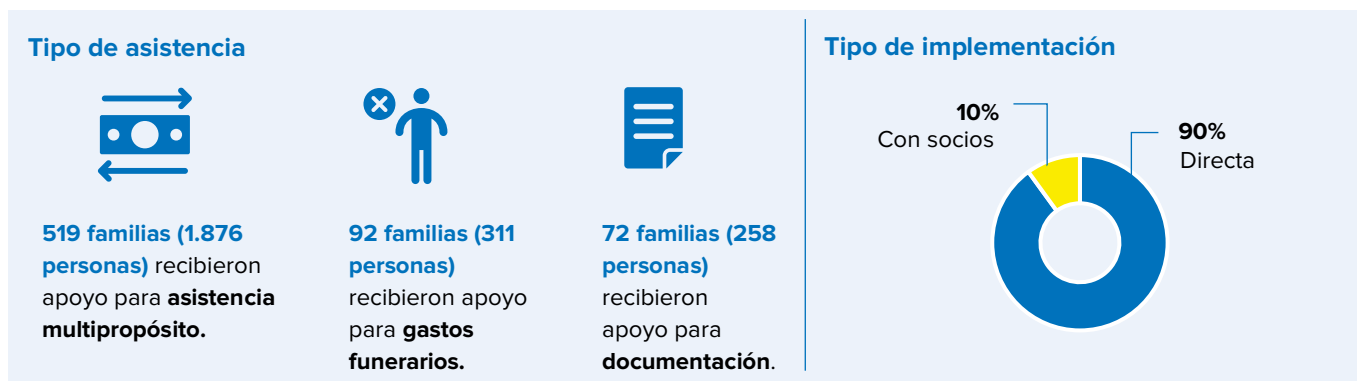 Tipo de asistencia
519 familias (1.876
personas) recibieron
apoyo para asistencia
multipropósito.
92 familias (311
personas)
recibieron apoyo
para gastos
funerarios.
72 familias (258
personas)
recibieron
apoyo para
documentación.
Tipo de implementación
10%
Con socios
90%
Directa